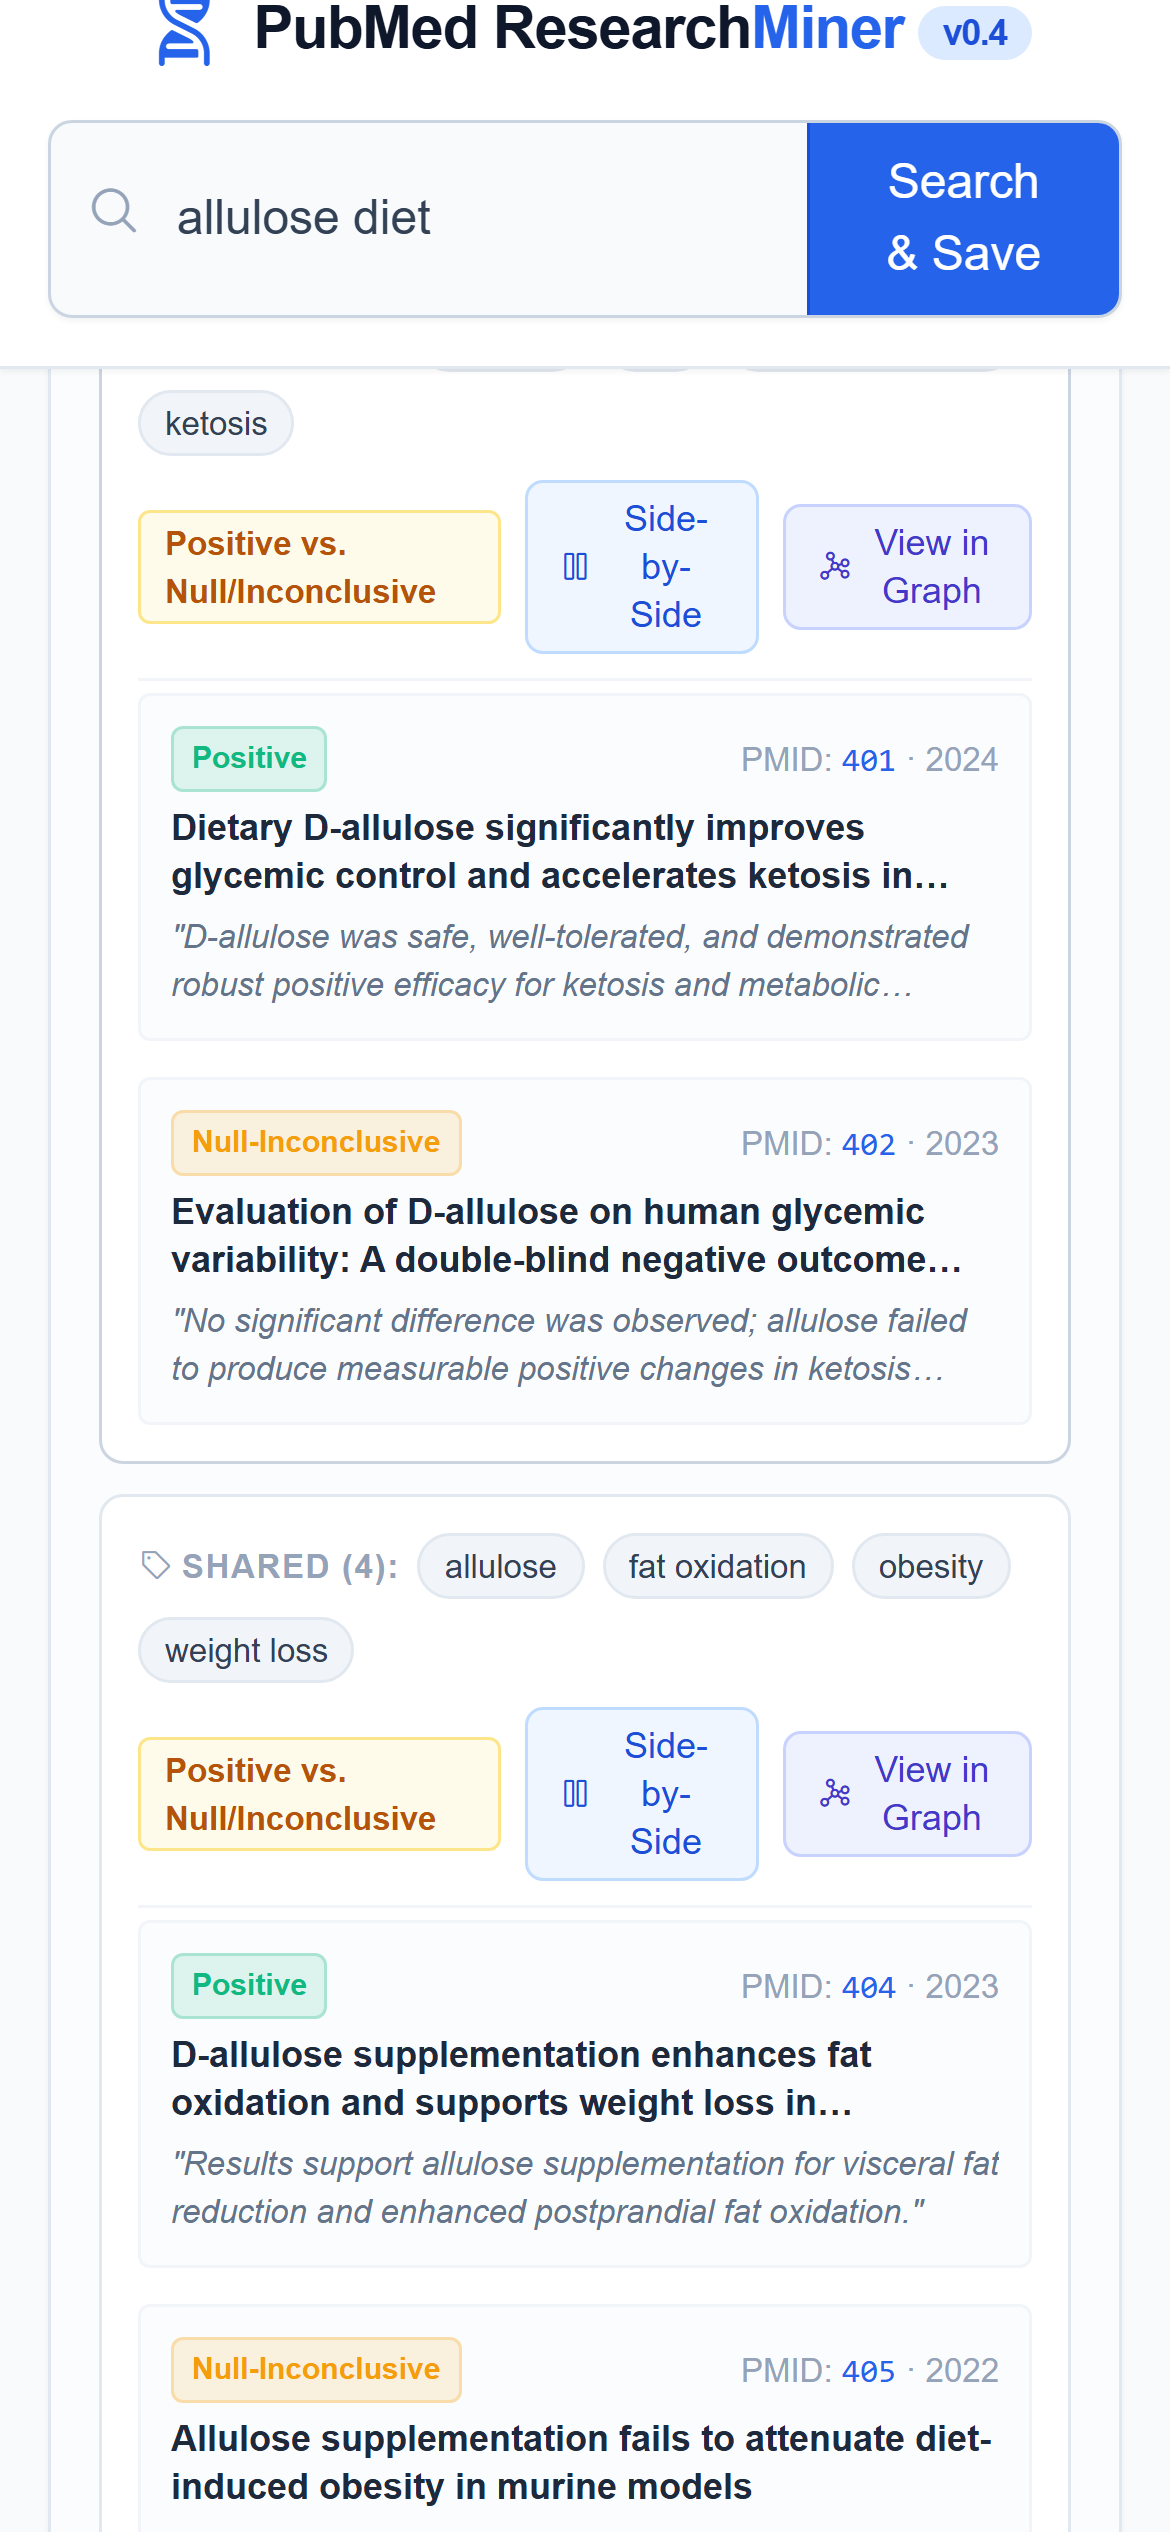 PubMed ResearchMiner v0.4
allulose diet
Search
& Save
ketosis
Positive vs.
Null/Inconclusive
Side-
by-
Side
View in
Graph
Positive
PMID: 401 · 2024
Dietary D-allulose significantly improves
glycemic control and accelerates ketosis in...
"D-allulose was safe, well-tolerated, and demonstrated
robust positive efficacy for ketosis and metabolic...
Null-Inconclusive
PMID: 402 · 2023
Evaluation of D-allulose on human glycemic
variability: A double-blind negative outcome...
"No significant difference was observed; allulose failed
to produce measurable positive changes in ketosis...
SHARED (4): allulose fat oxidation obesity
weight loss
Positive vs.
Null/Inconclusive
Side-
by-
Side
View in
Graph
Positive
PMID: 404 · 2023
D-allulose supplementation enhances fat
oxidation and supports weight loss in...
"Results support allulose supplementation for visceral fat
reduction and enhanced postprandial fat oxidation."
Null-Inconclusive
PMID: 405 · 2022
Allulose supplementation fails to attenuate diet-
induced obesity in murine models